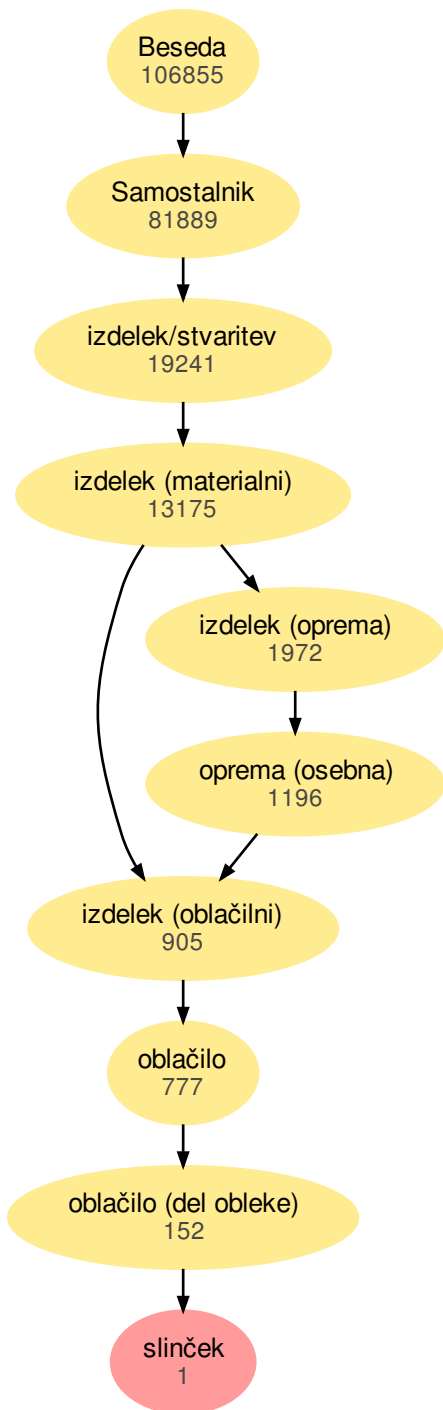 Beseda
106855
Samostalnik
81889
izdelek/stvaritev
19241
izdelek (materialni)
13175
izdelek (oprema)
1972
oprema (osebna)
1196
izdelek (oblačilni)
905
oblačilo
777
oblačilo (del obleke)
152
slinček
1